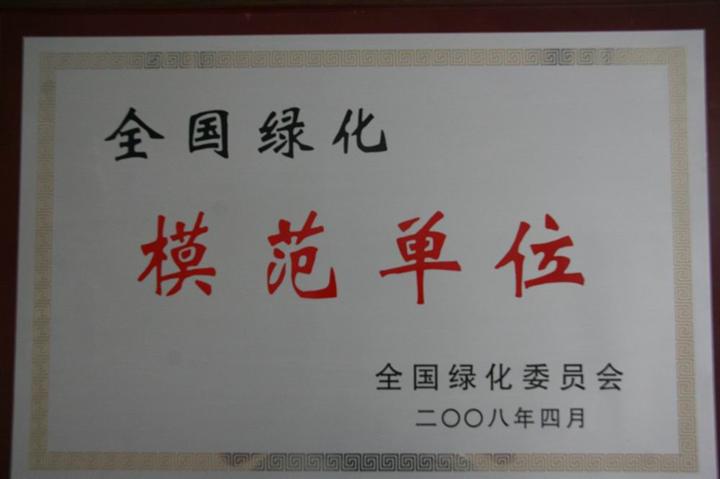 全国绿化
模范单位
全国绿化委员会
二〇〇八年四月